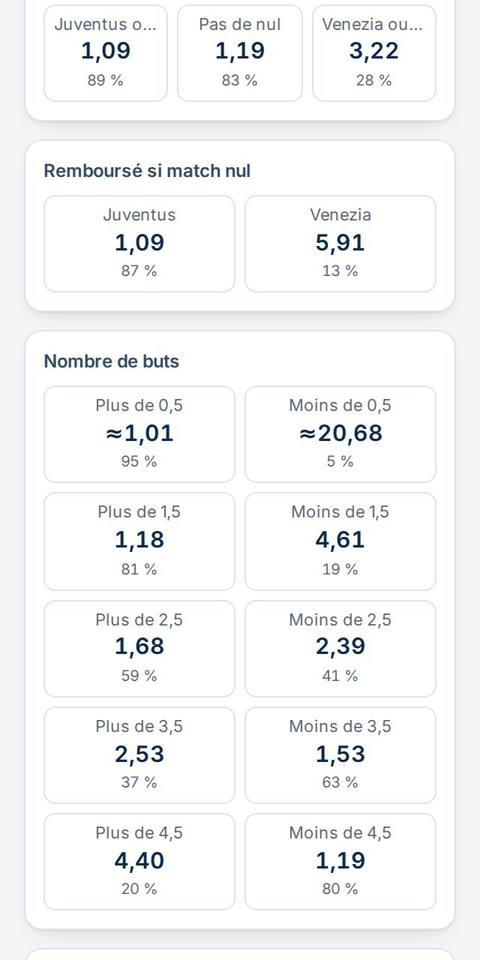 Juventus o...
Pas de nul
Venezia ou...
1,09
1,19
3,22
89 %
83 %
28 %
Remboursé si match nul
Juventus
Venezia
1,09
5,91
87 %
13 %
Nombre de buts
Plus de 0,5
Moins de 0,5
≈1,01
≈20,68
95 %
5 %
Plus de 1,5
Moins de 1,5
1,18
4,61
81 %
19 %
Plus de 2,5
Moins de 2,5
1,68
2,39
59 %
41 %
Plus de 3,5
Moins de 3,5
2,53
1,53
37 %
63 %
Plus de 4,5
Moins de 4,5
4,40
1,19
20 %
80 %